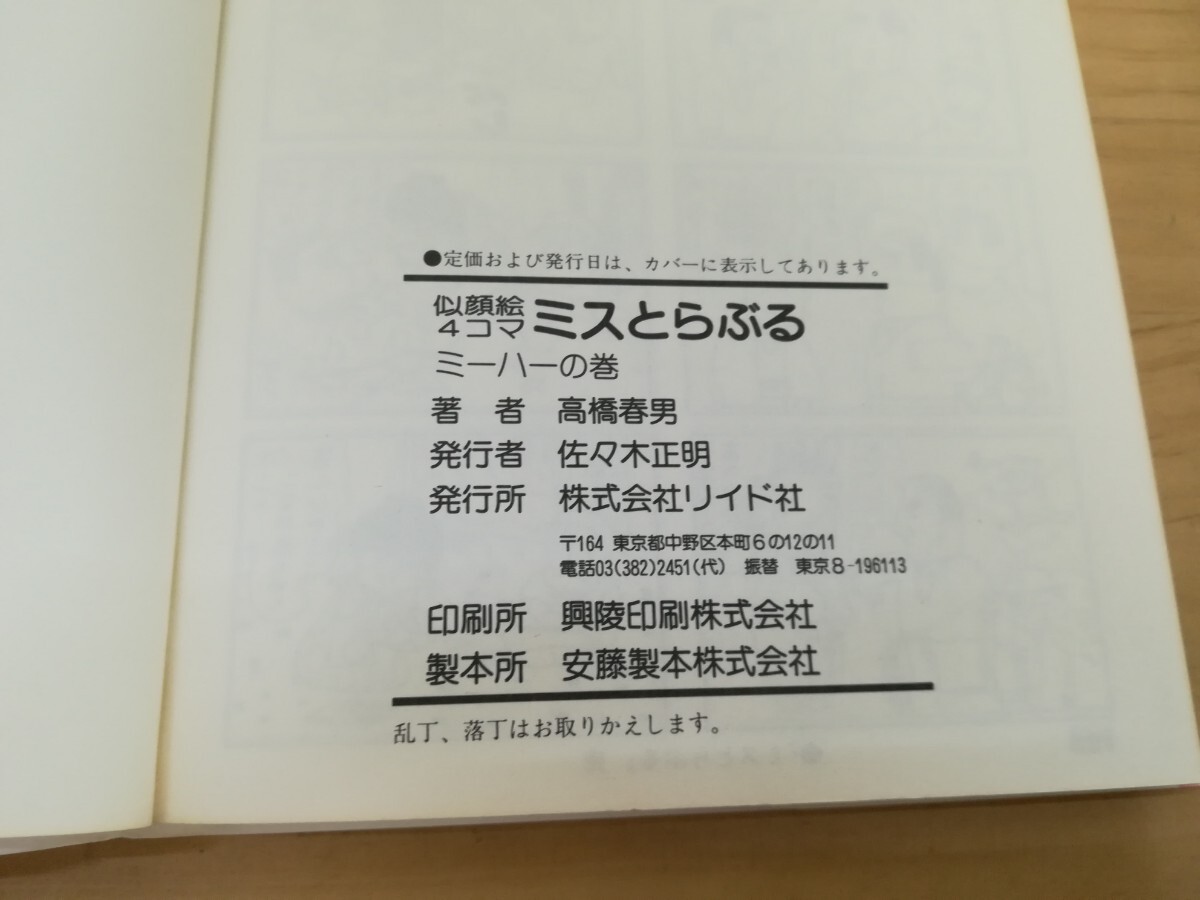 ●定価および発行日は、カバーに表示してあります。
似顔絵
4コマ ミスとらぶる
ミーハーの巻
著 者 高橋春男
発行者 佐々木正明
発行所 株式会社リイド社
〒164 東京都中野区本町6の12の11
電話03(382)2451(代) 振替 東京8-196113
印刷所 興陵印刷株式会社
製本所 安藤製本株式会社
乱丁、落丁はお取りかえします。